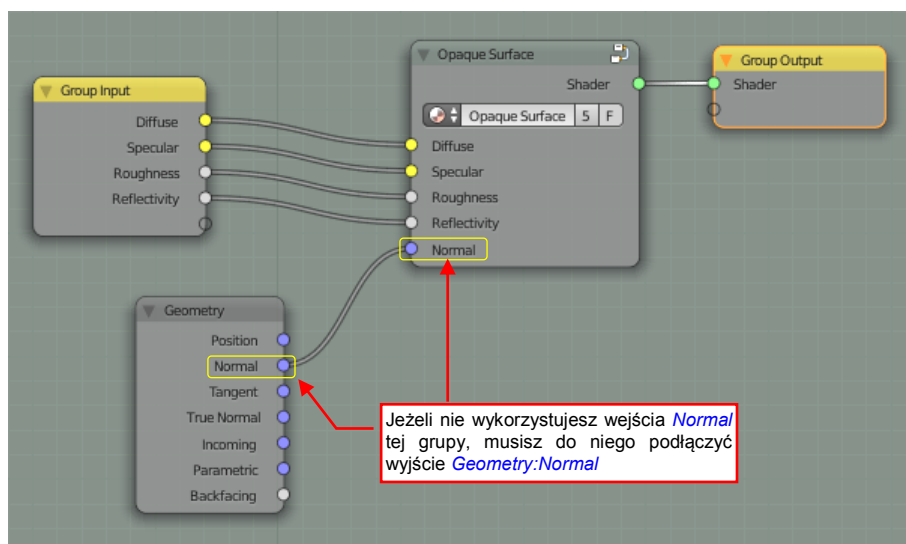 Group Input
Diffuse
Specular
Roughness
Reflectivity
Opaque Surface
Shader
Opaque Surface 5 F
Diffuse
Specular
Roughness
Reflectivity
Normal
Group Output
Shader
Geometry
Position
Normal
Tangent
True Normal
Incoming
Parametric
Backfacing
Jeżeli nie wykorzystujesz wejścia Normal
tej grupy, musisz do niego podłączyć
wyjście Geometry:Normal